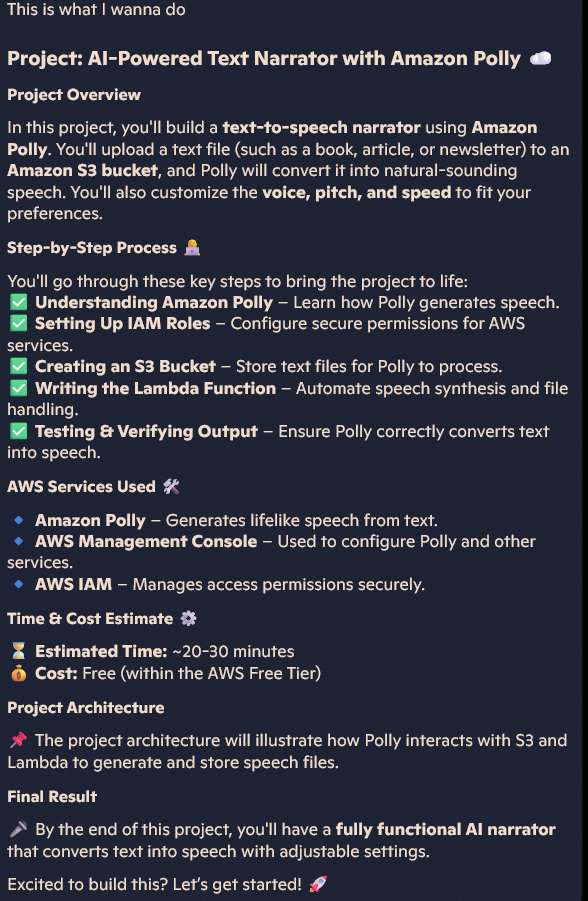 This is what I wanna do
Project: AI-Powered Text Narrator with Amazon Polly ☁️
Project Overview
In this project, you'll build a text-to-speech narrator using Amazon
Polly. You'll upload a text file (such as a book, article, or newsletter) to an
Amazon S3 bucket, and Polly will convert it into natural-sounding
speech. You'll also customize the voice, pitch, and speed to fit your
preferences.
Step-by-Step Process 🧑‍💻
You'll go through these key steps to bring the project to life:
✅ Understanding Amazon Polly – Learn how Polly generates speech.
✅ Setting Up IAM Roles – Configure secure permissions for AWS
services.
✅ Creating an S3 Bucket – Store text files for Polly to process.
✅ Writing the Lambda Function – Automate speech synthesis and file
handling.
✅ Testing & Verifying Output – Ensure Polly correctly converts text
into speech.
AWS Services Used 🛠️
🔹 Amazon Polly – Generates lifelike speech from text.
🔹 AWS Management Console – Used to configure Polly and other
services.
🔹 AWS IAM – Manages access permissions securely.
Time & Cost Estimate ⚙️
⏳ Estimated Time: ~20-30 minutes
💰 Cost: Free (within the AWS Free Tier)
Project Architecture
📌 The project architecture will illustrate how Polly interacts with S3 and
Lambda to generate and store speech files.
Final Result
🎤 By the end of this project, you'll have a fully functional AI narrator
that converts text into speech with adjustable settings.
Excited to build this? Let's get started! 🚀